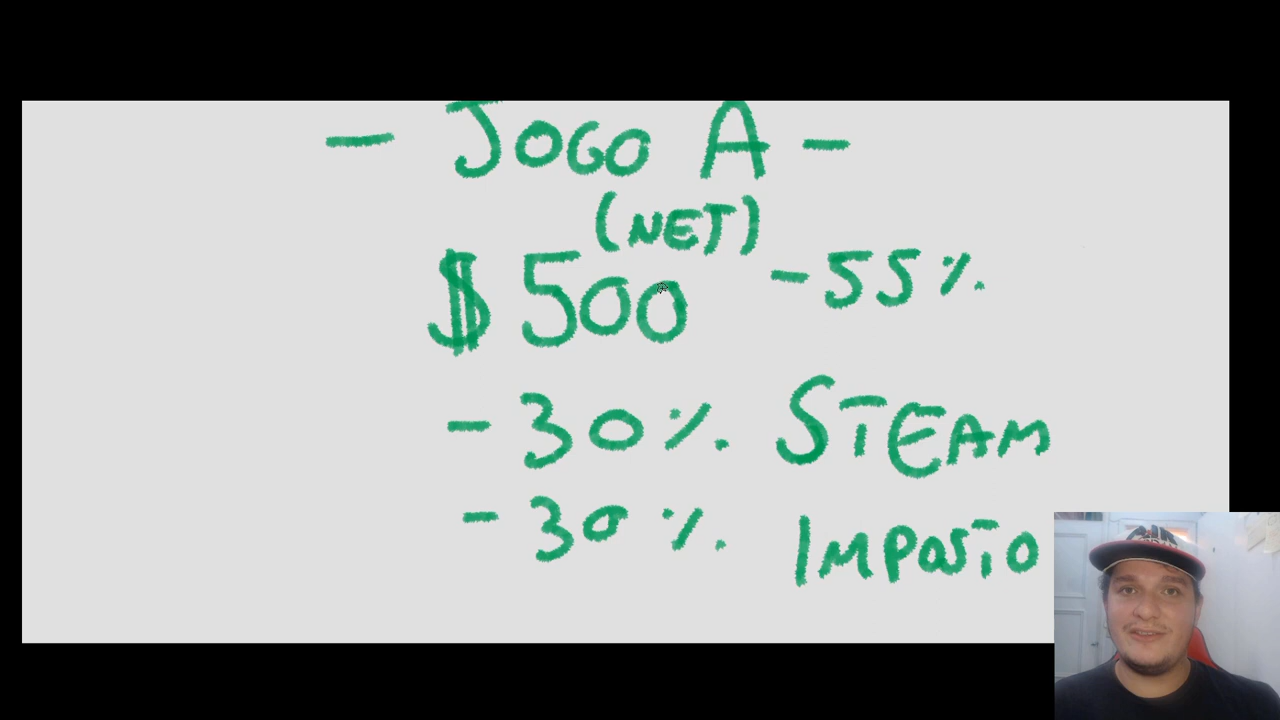 - JOGO A -
(NET)
$ 500 -55%
-30% STEAM
-30% IMPOSTO